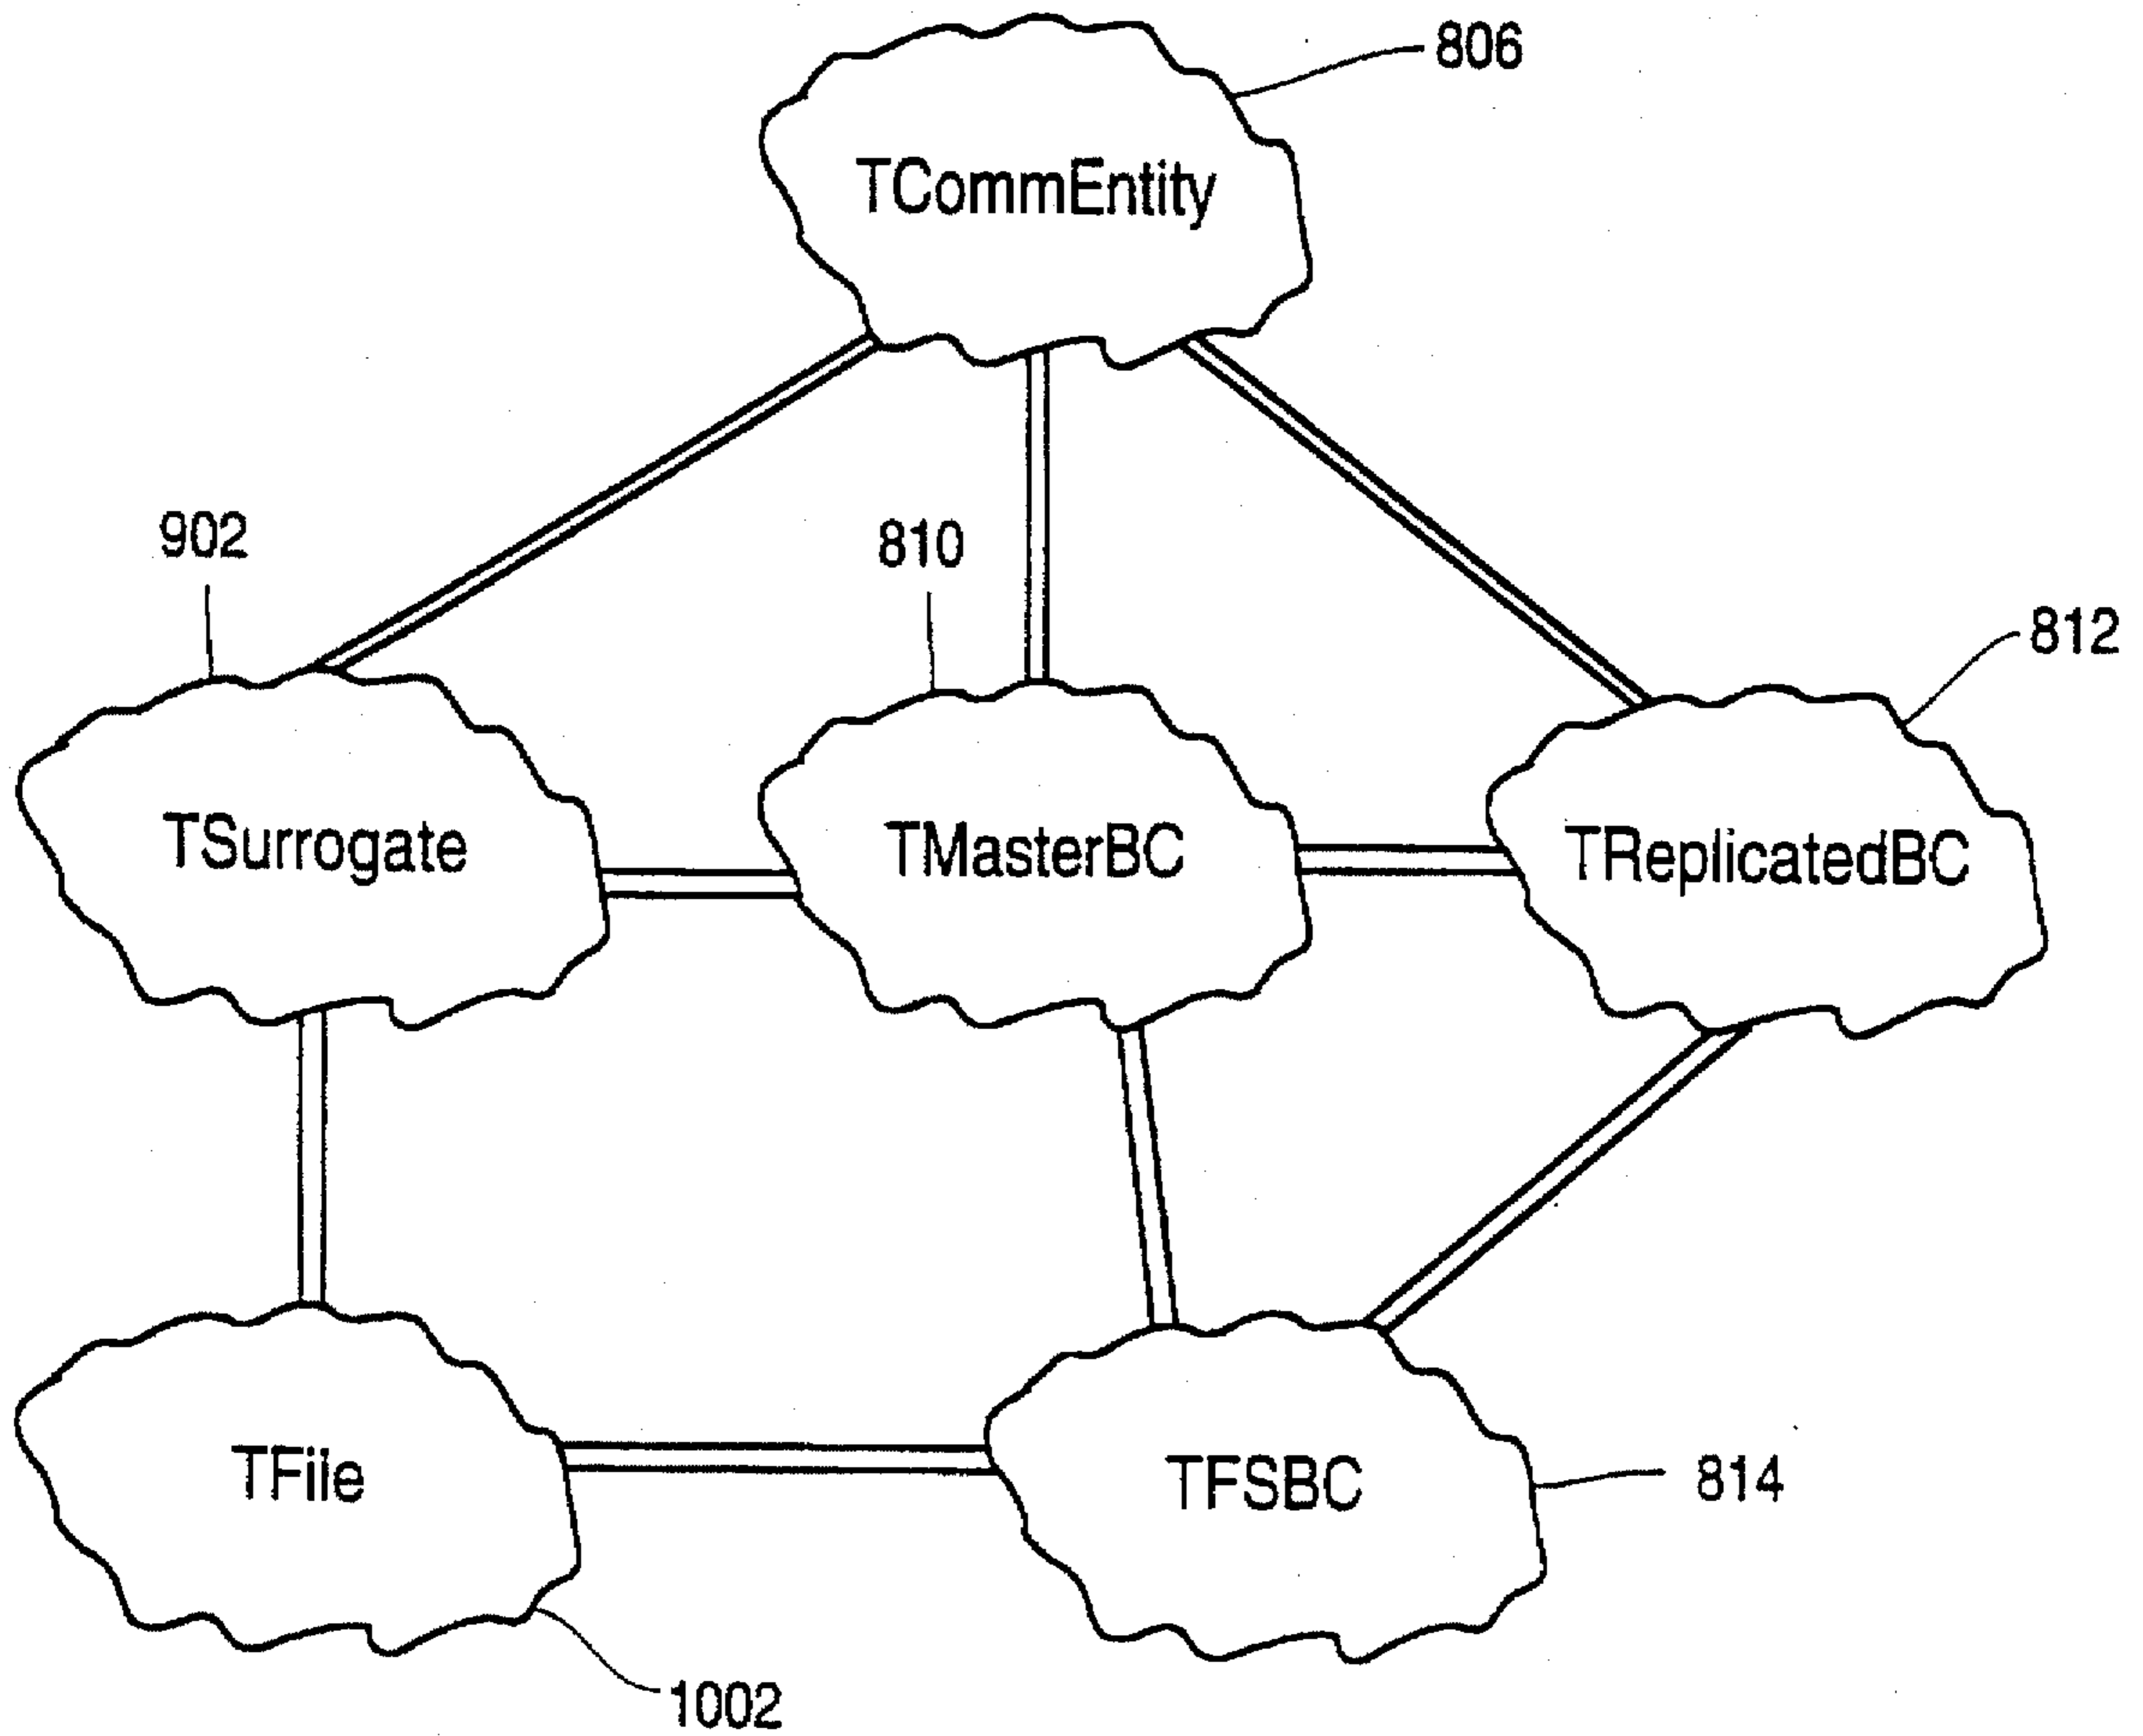 806
TCommEntity
902
810
812
TSurrogate
TMasterBC
TReplicatedBC
TFile
TFSBC
814
1002